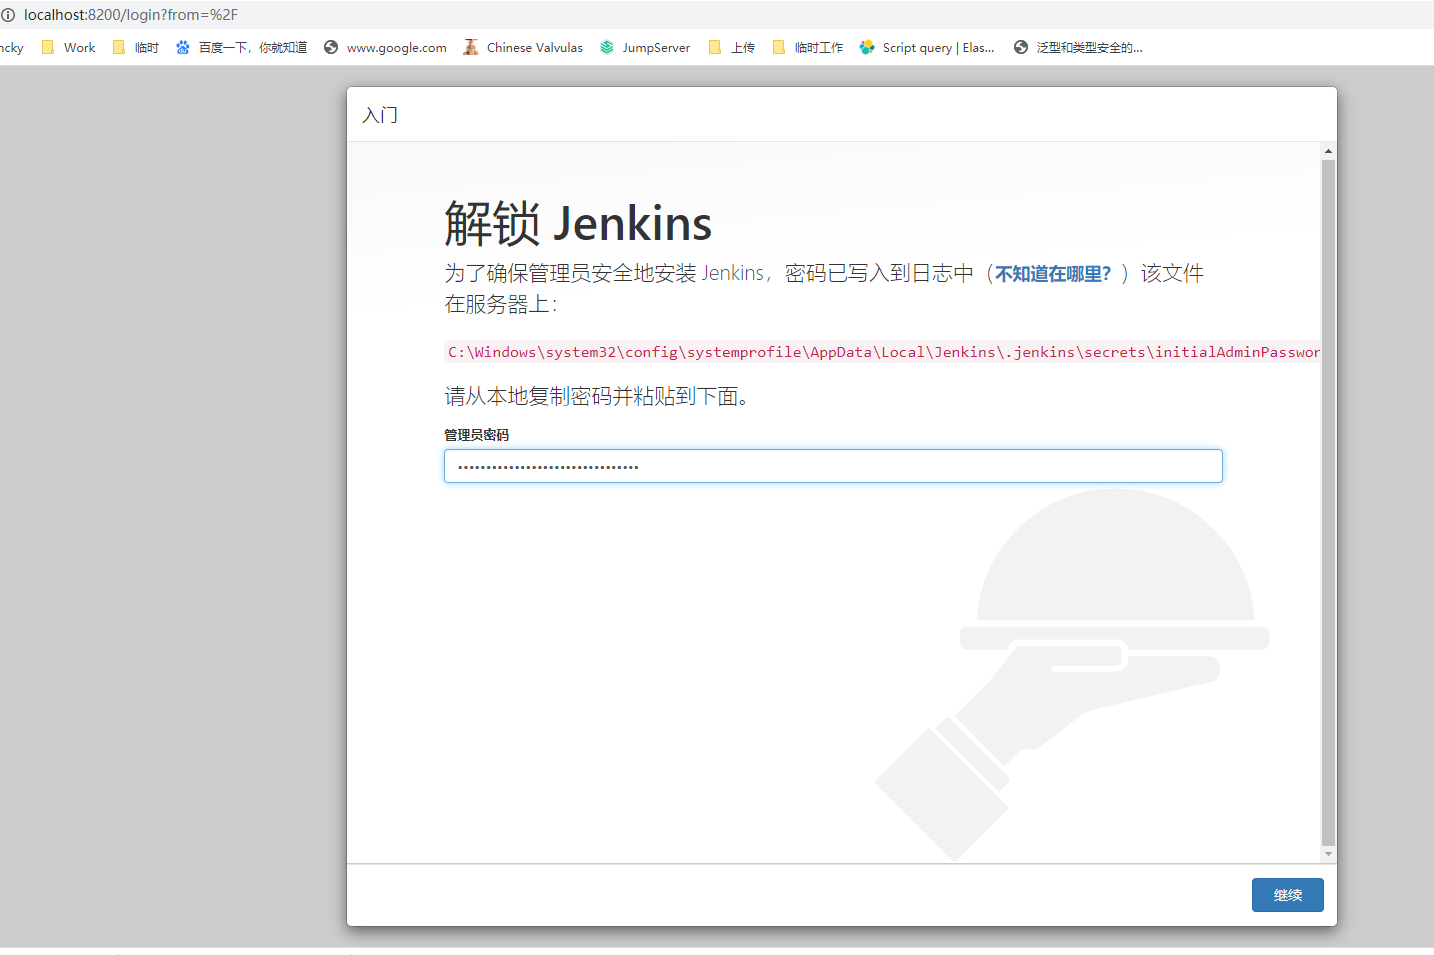 localhost:8200/login?from=%2F
ncky Work 临时 百度一下，你就知道 www.google.com Chinese Valvulas JumpServer 上传 临时工作 Script query | Elas... 泛型和类型安全的...
入门
解锁 Jenkins
为了确保管理员安全地安装 Jenkins，密码已写入到日志中（不知道在哪里？）该文件
在服务器上：
C:\Windows\system32\config\systemprofile\AppData\Local\Jenkins\.jenkins\secrets\initialAdminPasswor
请从本地复制密码并粘贴到下面。
管理员密码
继续